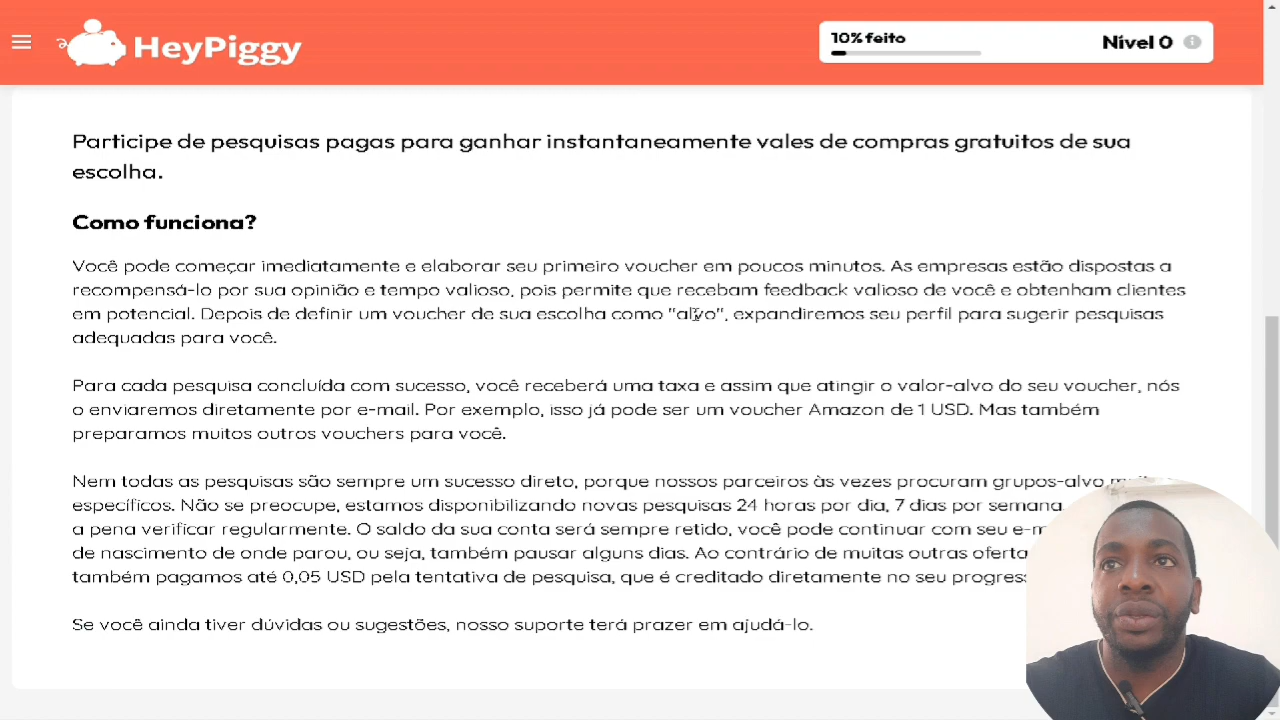 HeyPiggy
10% feito
Nível 0
Participe de pesquisas pagas para ganhar instantaneamente vales de compras gratuitos de sua
escolha.
Como funciona?
Você pode começar imediatamente e elaborar seu primeiro voucher em poucos minutos. As empresas estão dispostas a
recompensá-lo por sua opinião e tempo valioso, pois permite que recebam feedback valioso de você e obtenham clientes
em potencial. Depois de definir um voucher de sua escolha como "alvo", expandiremos seu perfil para sugerir pesquisas
adequadas para você.
Para cada pesquisa concluída com sucesso, você receberá uma taxa e assim que atingir o valor-alvo do seu voucher, nós
o enviaremos diretamente por e-mail. Por exemplo, isso já pode ser um voucher Amazon de 1 USD. Mas também
preparamos muitos outros vouchers para você.
Nem todas as pesquisas são sempre um sucesso direto, porque nossos parceiros às vezes procuram grupos-alvo
específicos. Não se preocupe, estamos disponibilizando novas pesquisas 24 horas por dia, 7 dias por semana
a pena verificar regularmente. O saldo da sua conta será sempre retido, você pode continuar com seu
de nascimento de onde parou, ou seja, também pausar alguns dias. Ao contrário de muitas outras
também pagamos até 0,05 USD pela tentativa de pesquisa, que é creditado diretamente no seu
Se você ainda tiver dúvidas ou sugestões, nosso suporte terá prazer em ajudá-lo.